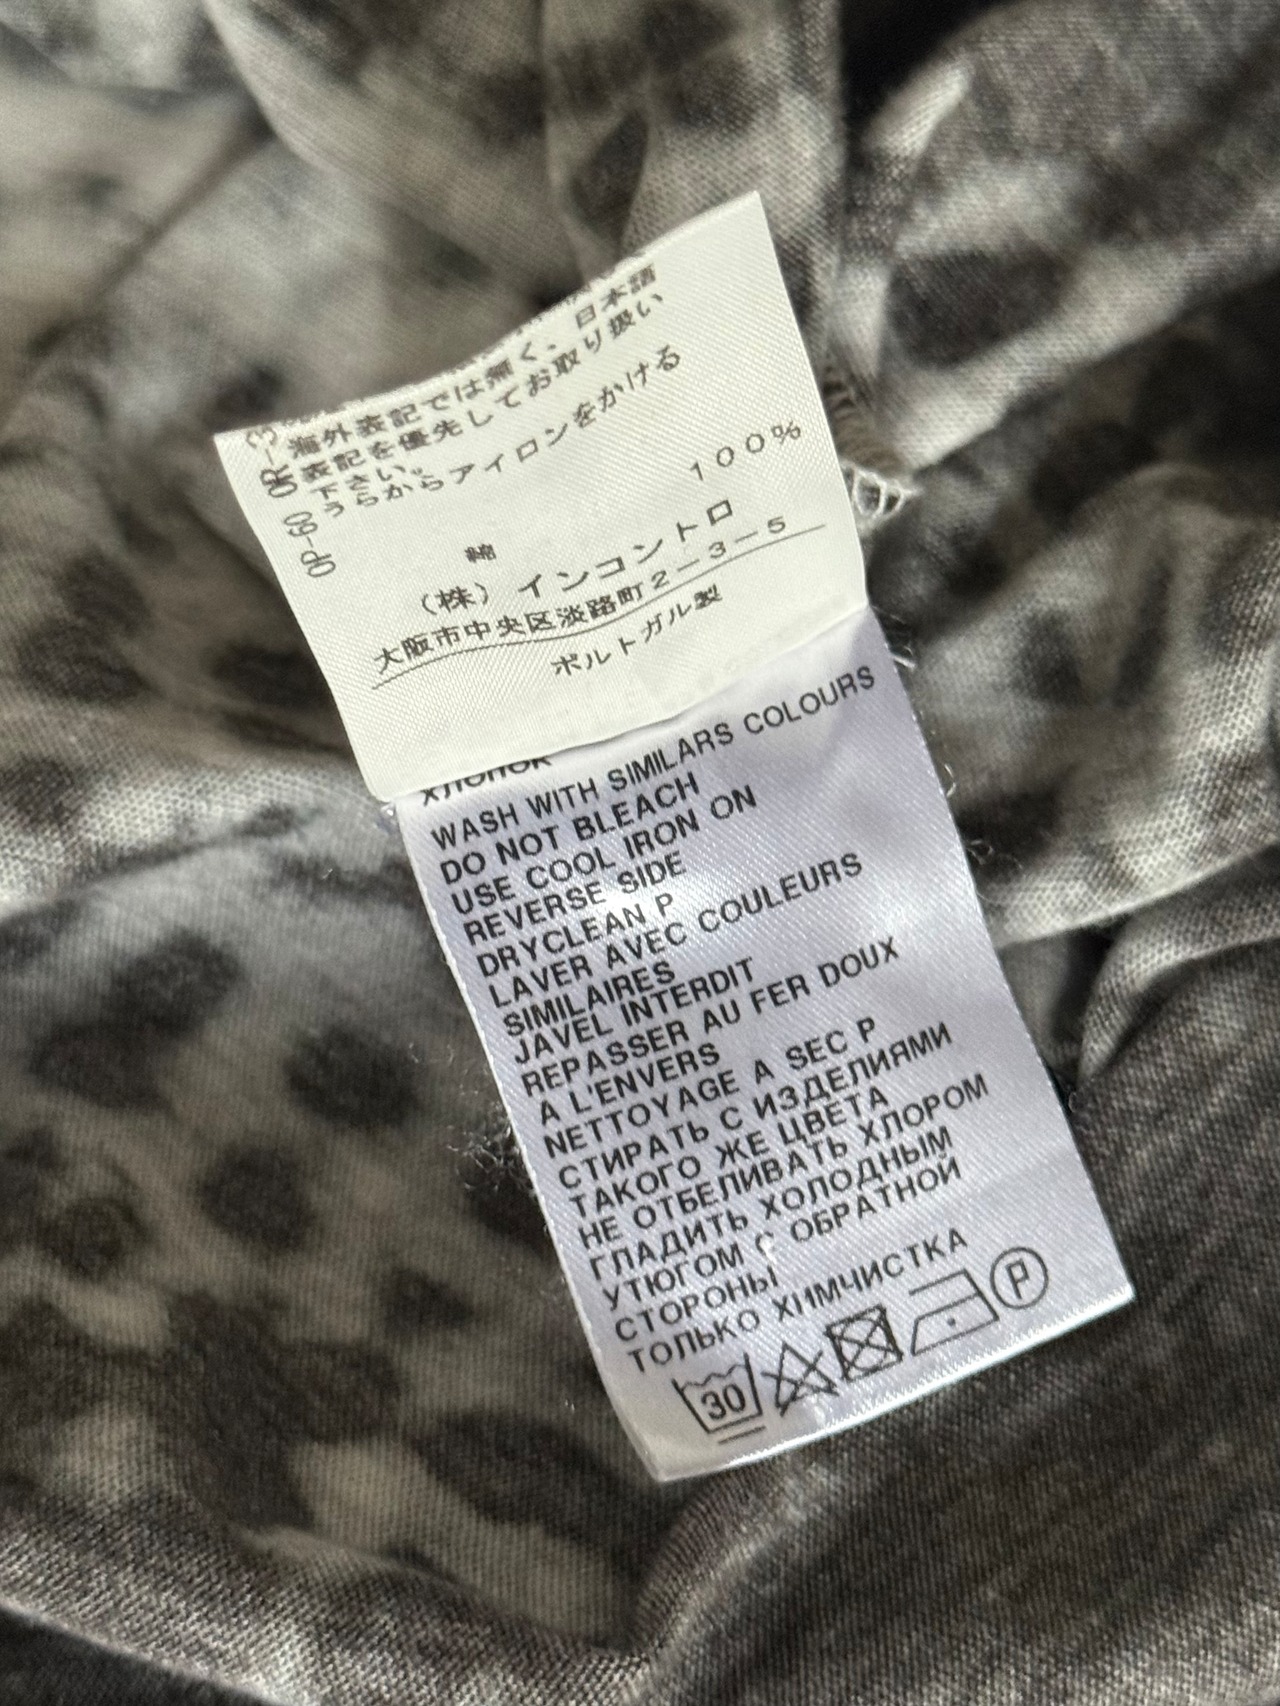 海外表記では無く、日本語
表記を優先してお取り扱い
下さい。
うらからアイロンをかける
綿 100%
（株）インコントロ
大阪市中央区淡路町2－3－5
ポルトガル製
OP-60 OR-3
ХЛОПОК
WASH WITH SIMILARS COLOURS
DO NOT BLEACH
USE COOL IRON ON
REVERSE SIDE
DRYCLEAN P
LAVER AVEC COULEURS
SIMILAIRES
JAVEL INTERDIT
REPASSER AU FER DOUX
A L'ENVERS
NETTOYAGE A SEC P
СТИРАТЬ С ИЗДЕЛИЯМИ
ТАКОГО ЖЕ ЦВЕТА
НЕ ОТБЕЛИВАТЬ ХЛОРОМ
ГЛАДИТЬ ХОЛОДНЫМ
УТЮГОМ С ОБРАТНОЙ
СТОРОНЫ
ТОЛЬКО ХИМЧИСТКА
30 P